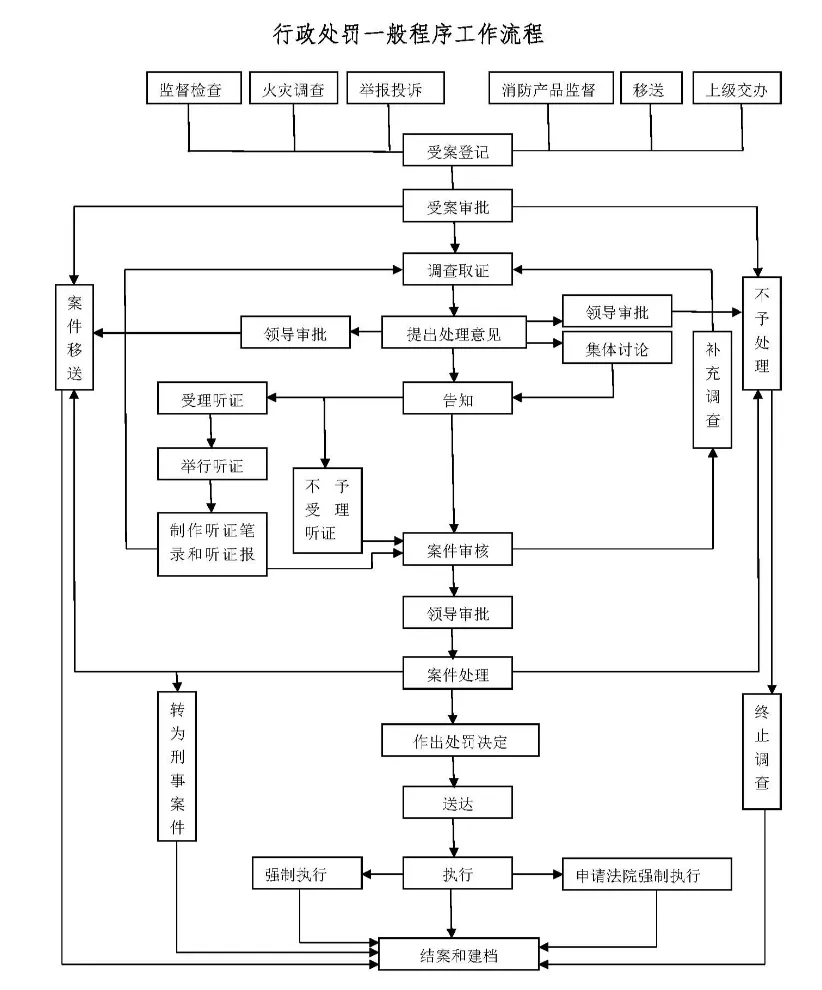 行政处罚一般程序工作流程
监督检查
火灾调查
举报投诉
消防产品监督
移送
上级交办
受案登记
受案审批
调查取证
案件移送
不予处理
领导审批
提出处理意见
领导审批
集体讨论
补充调查
受理听证
告知
举行听证
不予
受理
听证
制作听证笔
录和听证报
案件审核
领导审批
案件处理
转为刑事案件
终止调查
作出处罚决定
送达
强制执行
执行
申请法院强制执行
结案和建档